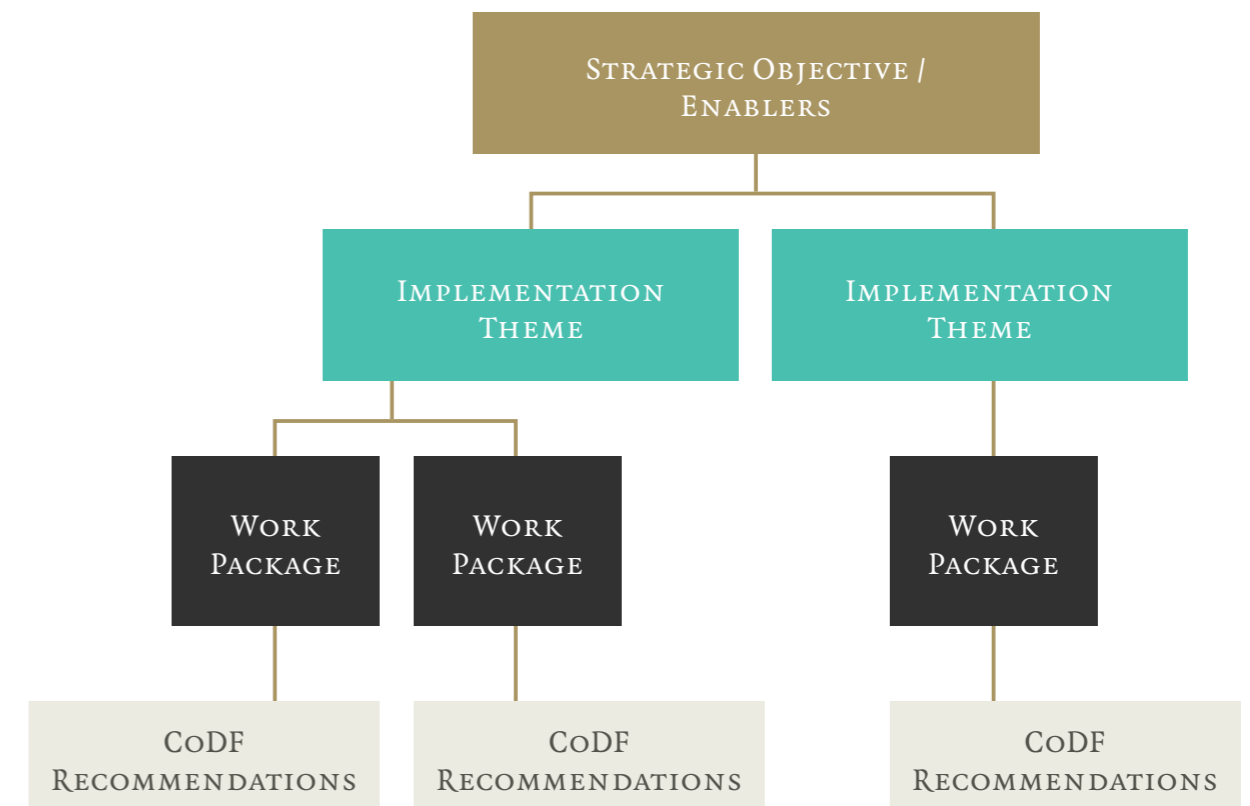 Strategic Objective /
Enablers
Implementation
Theme
Implementation
Theme
Work
Package
Work
Package
Work
Package
CoDF
Recommendations
CoDF
Recommendations
CoDF
Recommendations